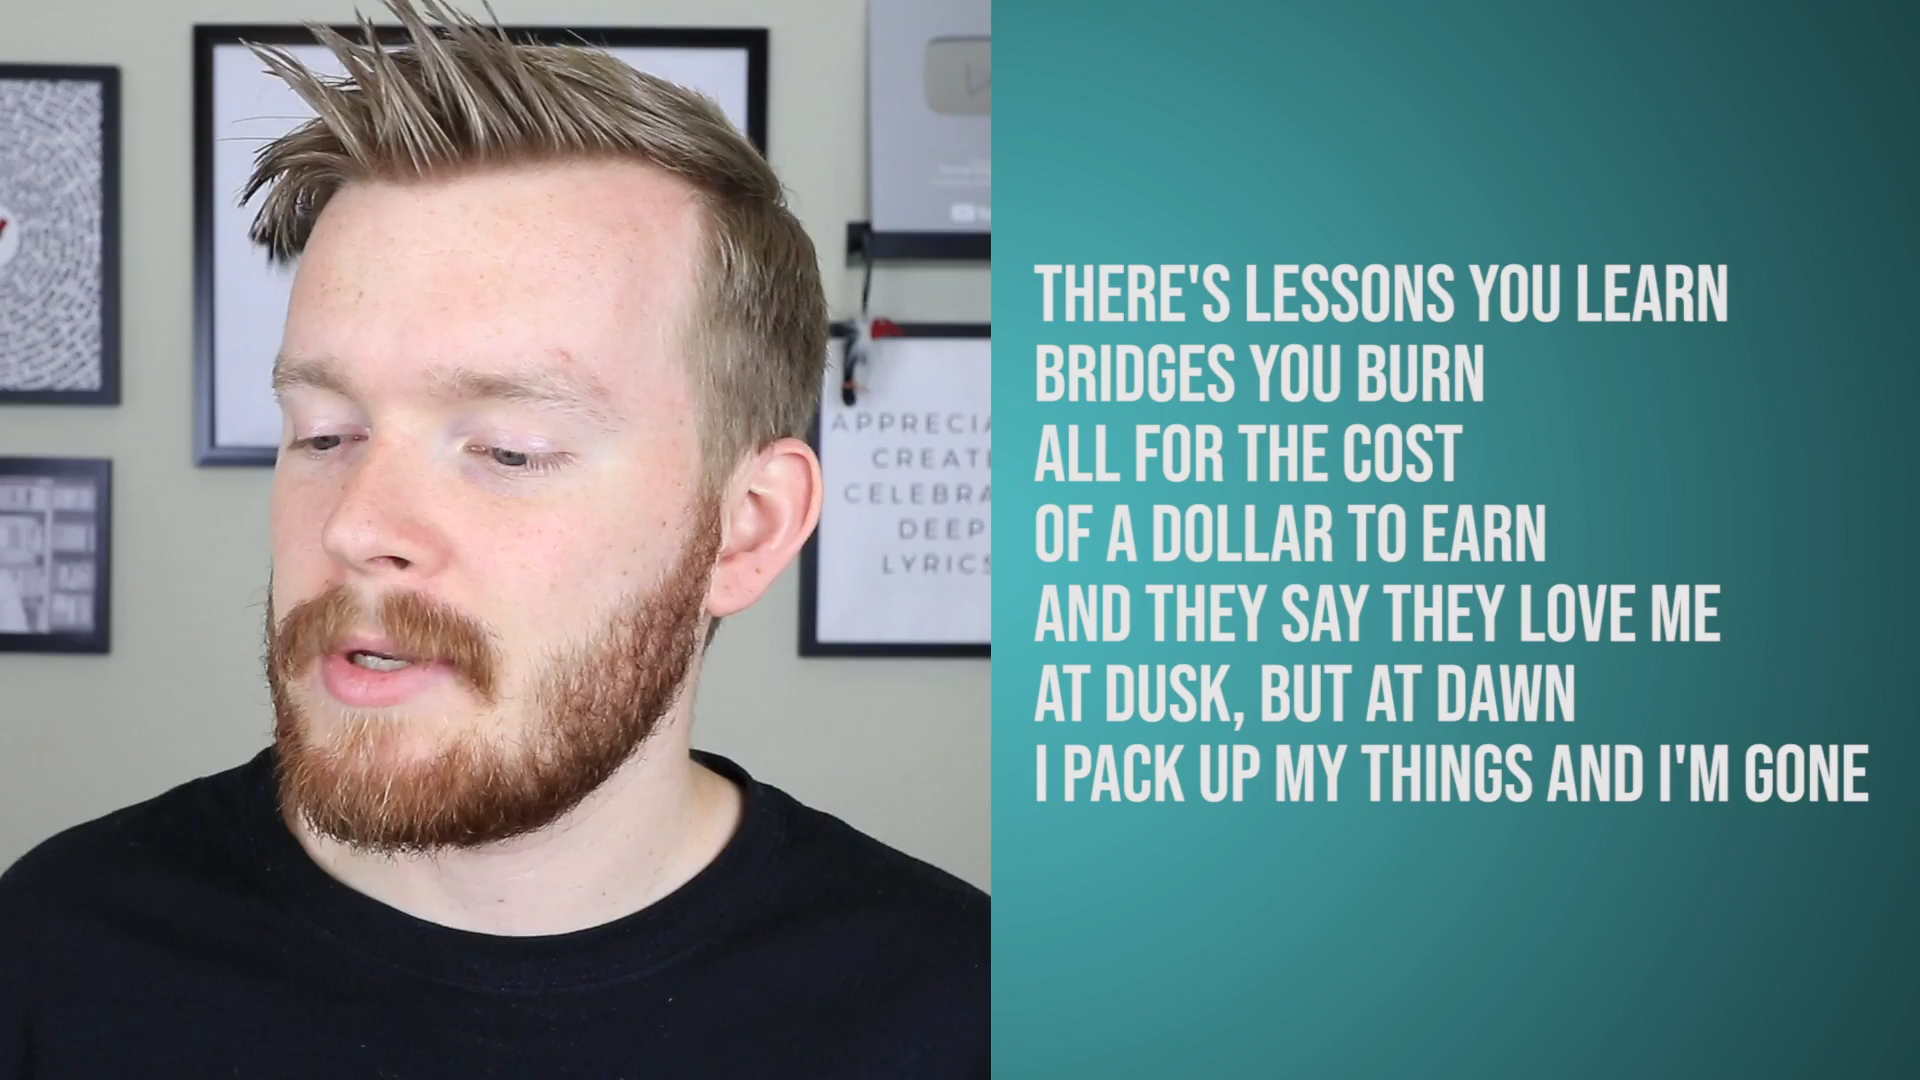 APPRECIA
CREAT
CELEBRA
DEEP
LYRICS
THERE'S LESSONS YOU LEARN
BRIDGES YOU BURN
ALL FOR THE COST
OF A DOLLAR TO EARN
AND THEY SAY THEY LOVE ME
AT DUSK, BUT AT DAWN
I PACK UP MY THINGS AND I'M GONE